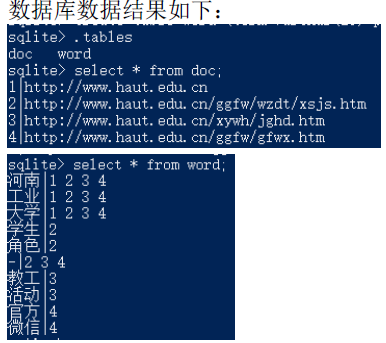 数据库数据结果如下：
sqlite> .tables
doc   word
sqlite> select * from doc;
1|http://www.haut.edu.cn
2|http://www.haut.edu.cn/ggfw/wzdt/xsjs.htm
3|http://www.haut.edu.cn/xywh/jghd.htm
4|http://www.haut.edu.cn/ggfw/gfwx.htm
sqlite> select * from word;
河南|1 2 3 4
工业|1 2 3 4
大学|1 2 3 4
学生|2
角色|2
-|2 3 4
教工|3
活动|3
官方|4
微信|4